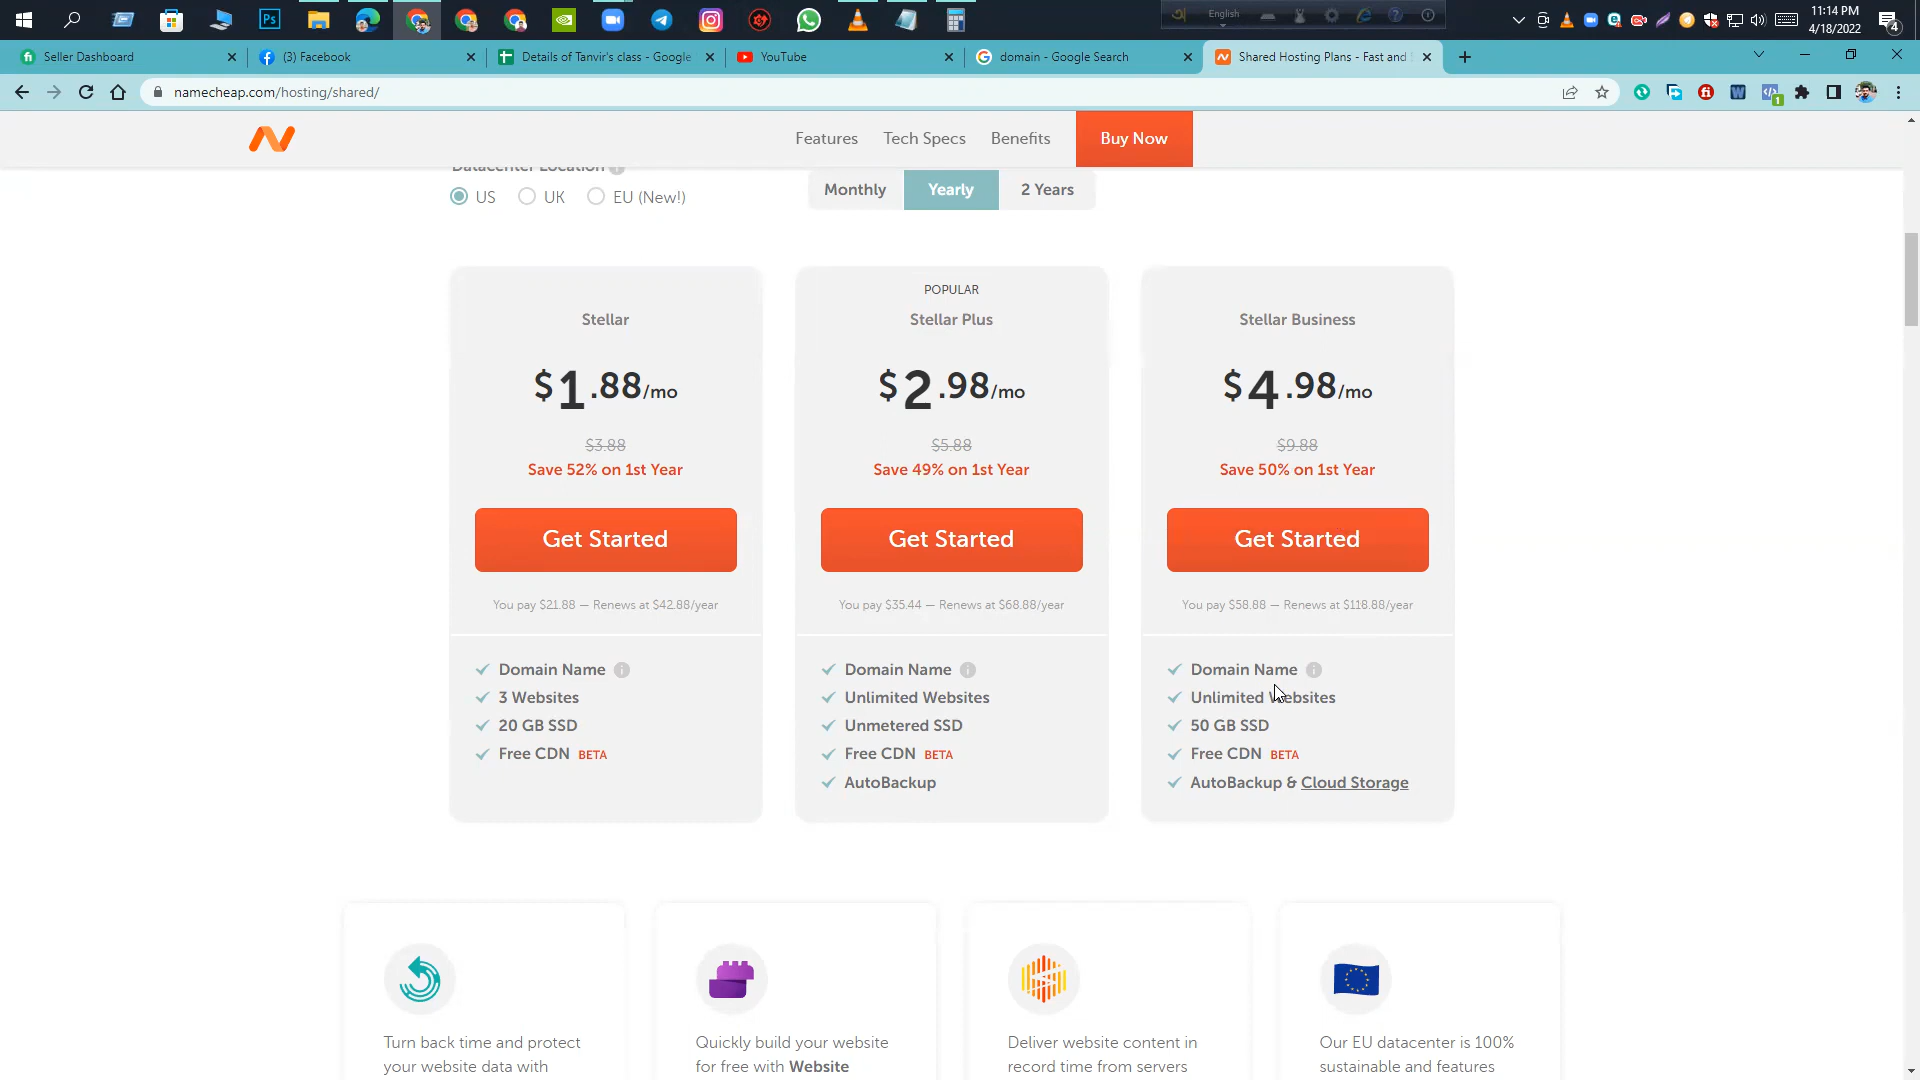 English
11:14 PM
4/18/2022
4
Seller Dashboard
(3) Facebook
Details of Tanvir's class - Google
YouTube
domain - Google Search
Shared Hosting Plans - Fast and
namecheap.com/hosting/shared/
Features
Tech Specs
Benefits
Buy Now
Datacenter Location
US
UK
EU (New!)
Monthly
Yearly
2 Years
Stellar
$1.88/mo
$3.88
Save 52% on 1st Year
Get Started
You pay $21.88 — Renews at $42.88/year
Domain Name
3 Websites
20 GB SSD
Free CDN BETA
POPULAR
Stellar Plus
$2.98/mo
$5.88
Save 49% on 1st Year
Get Started
You pay $35.44 — Renews at $68.88/year
Domain Name
Unlimited Websites
Unmetered SSD
Free CDN BETA
AutoBackup
Stellar Business
$4.98/mo
$9.88
Save 50% on 1st Year
Get Started
You pay $58.88 — Renews at $118.88/year
Domain Name
Unlimited Websites
50 GB SSD
Free CDN BETA
AutoBackup & Cloud Storage
Turn back time and protect
your website data with
Quickly build your website
for free with Website
Deliver website content in
record time from servers
Our EU datacenter is 100%
sustainable and features